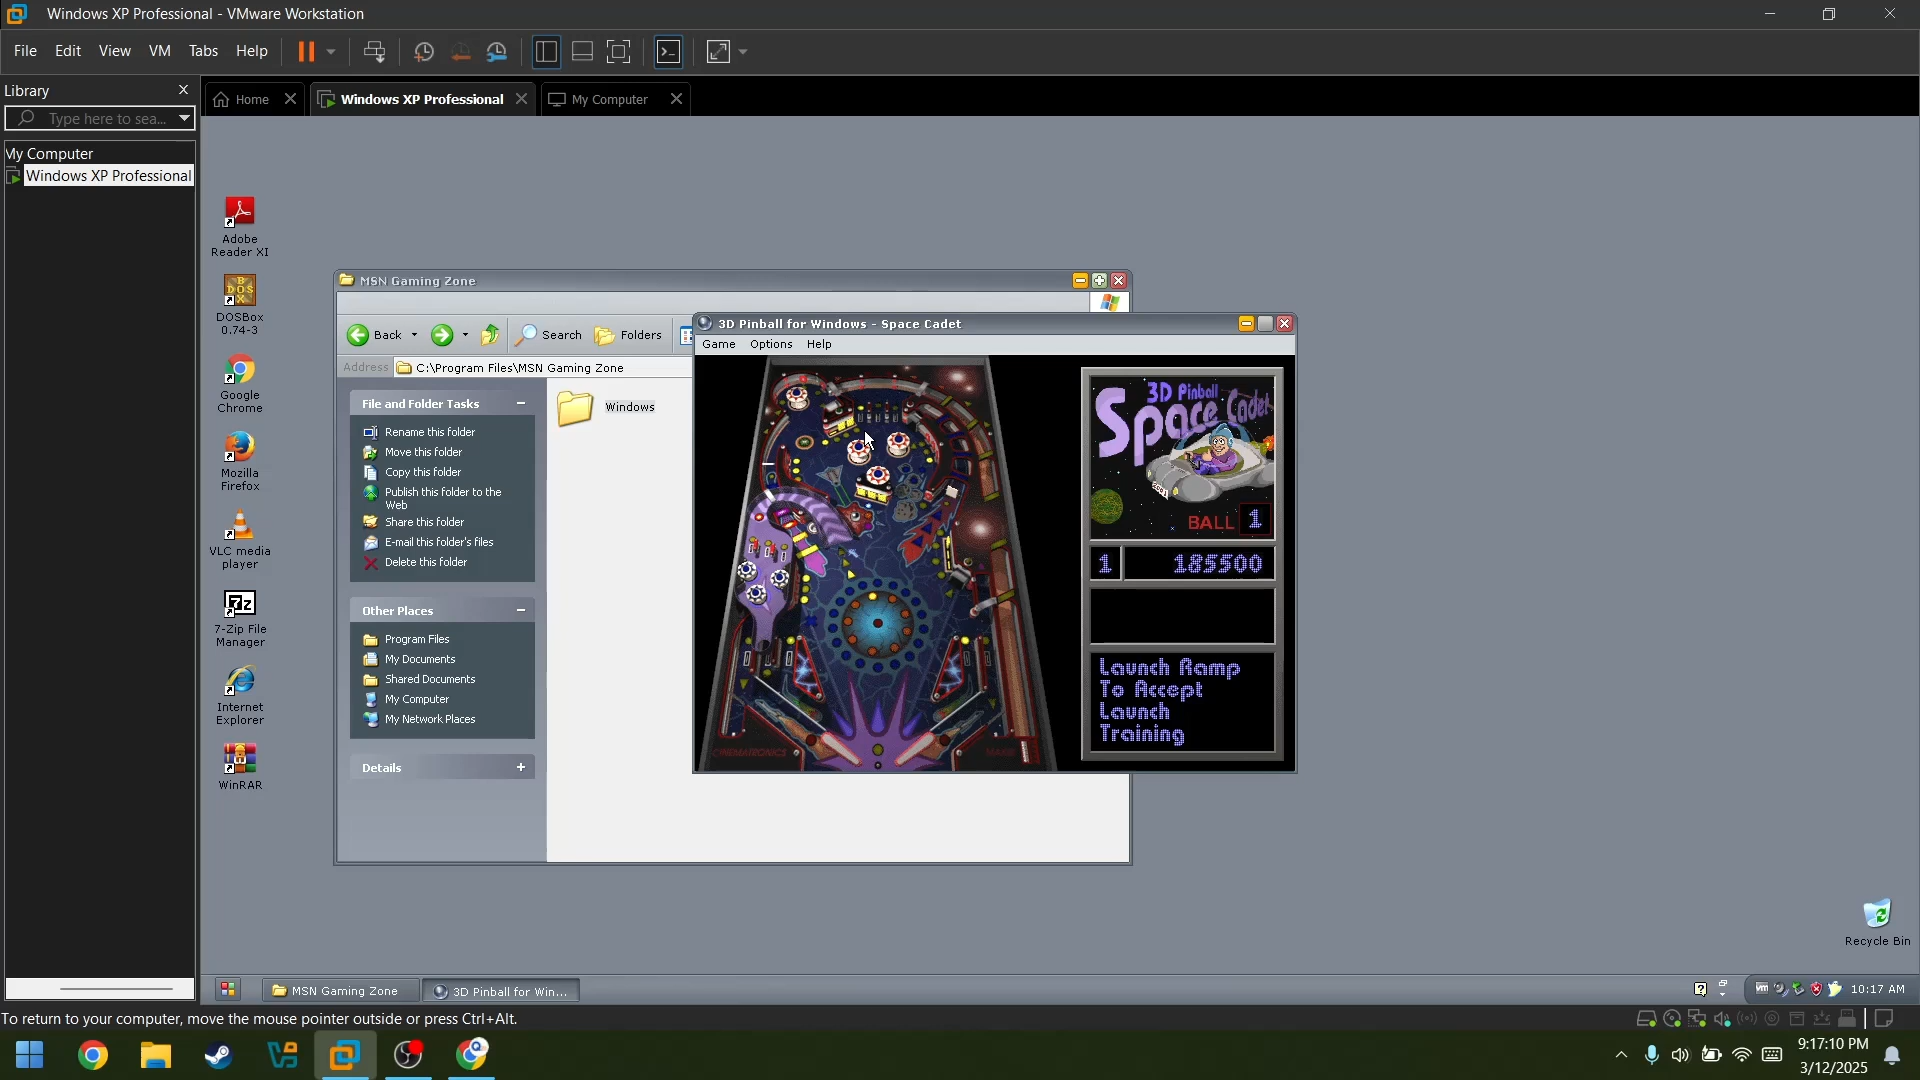 Windows XP Professional - VMware Workstation
File Edit View VM Tabs Help
Library
Type here to sea...
My Computer
Windows XP Professional
Home
Windows XP Professional
My Computer
Adobe
Reader XI
DOSBox
0.74-3
Google
Chrome
Mozilla
Firefox
VLC media
player
7-Zip File
Manager
Internet
Explorer
WinRAR
MSN Gaming Zone
Back
Search
Folders
Address C:\Program Files\MSN Gaming Zone
File and Folder Tasks
Rename this folder
Move this folder
Copy this folder
Publish this folder to the
Web
Share this folder
E-mail this folder's files
Delete this folder
Other Places
Program Files
My Documents
Shared Documents
My Computer
My Network Places
Details
Windows
3D Pinball for Windows - Space Cadet
Game Options Help
CINEMATRONICS
MAXIS
3D Pinball
Space Cadet
BALL 1
1 185500
Launch Ramp
To Accept
Launch
Training
Recycle Bin
MSN Gaming Zone
3D Pinball for Win...
10:17 AM
To return to your computer, move the mouse pointer outside or press Ctrl+Alt.
9:17:10 PM
3/12/2025